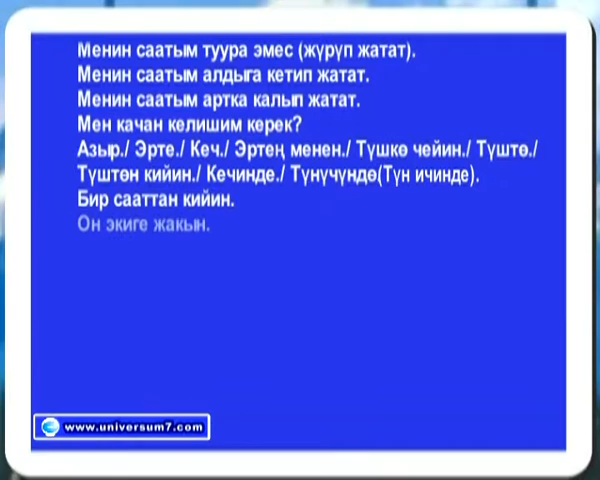 Менин саатым туура эмес (жүрүп жатат).
Менин саатым алдыга кетип жатат.
Менин саатым артка калып жатат.
Мен качан келишим керек?
Азыр./ Эрте./ Кеч./ Эртең менен./ Түшкө чейин./ Түштө./
Түштөн кийин./ Кечинде./ Түнүчүндө(Түн ичинде).
Бир сааттан кийин.
Он экиге жакын.
www.universum7.com